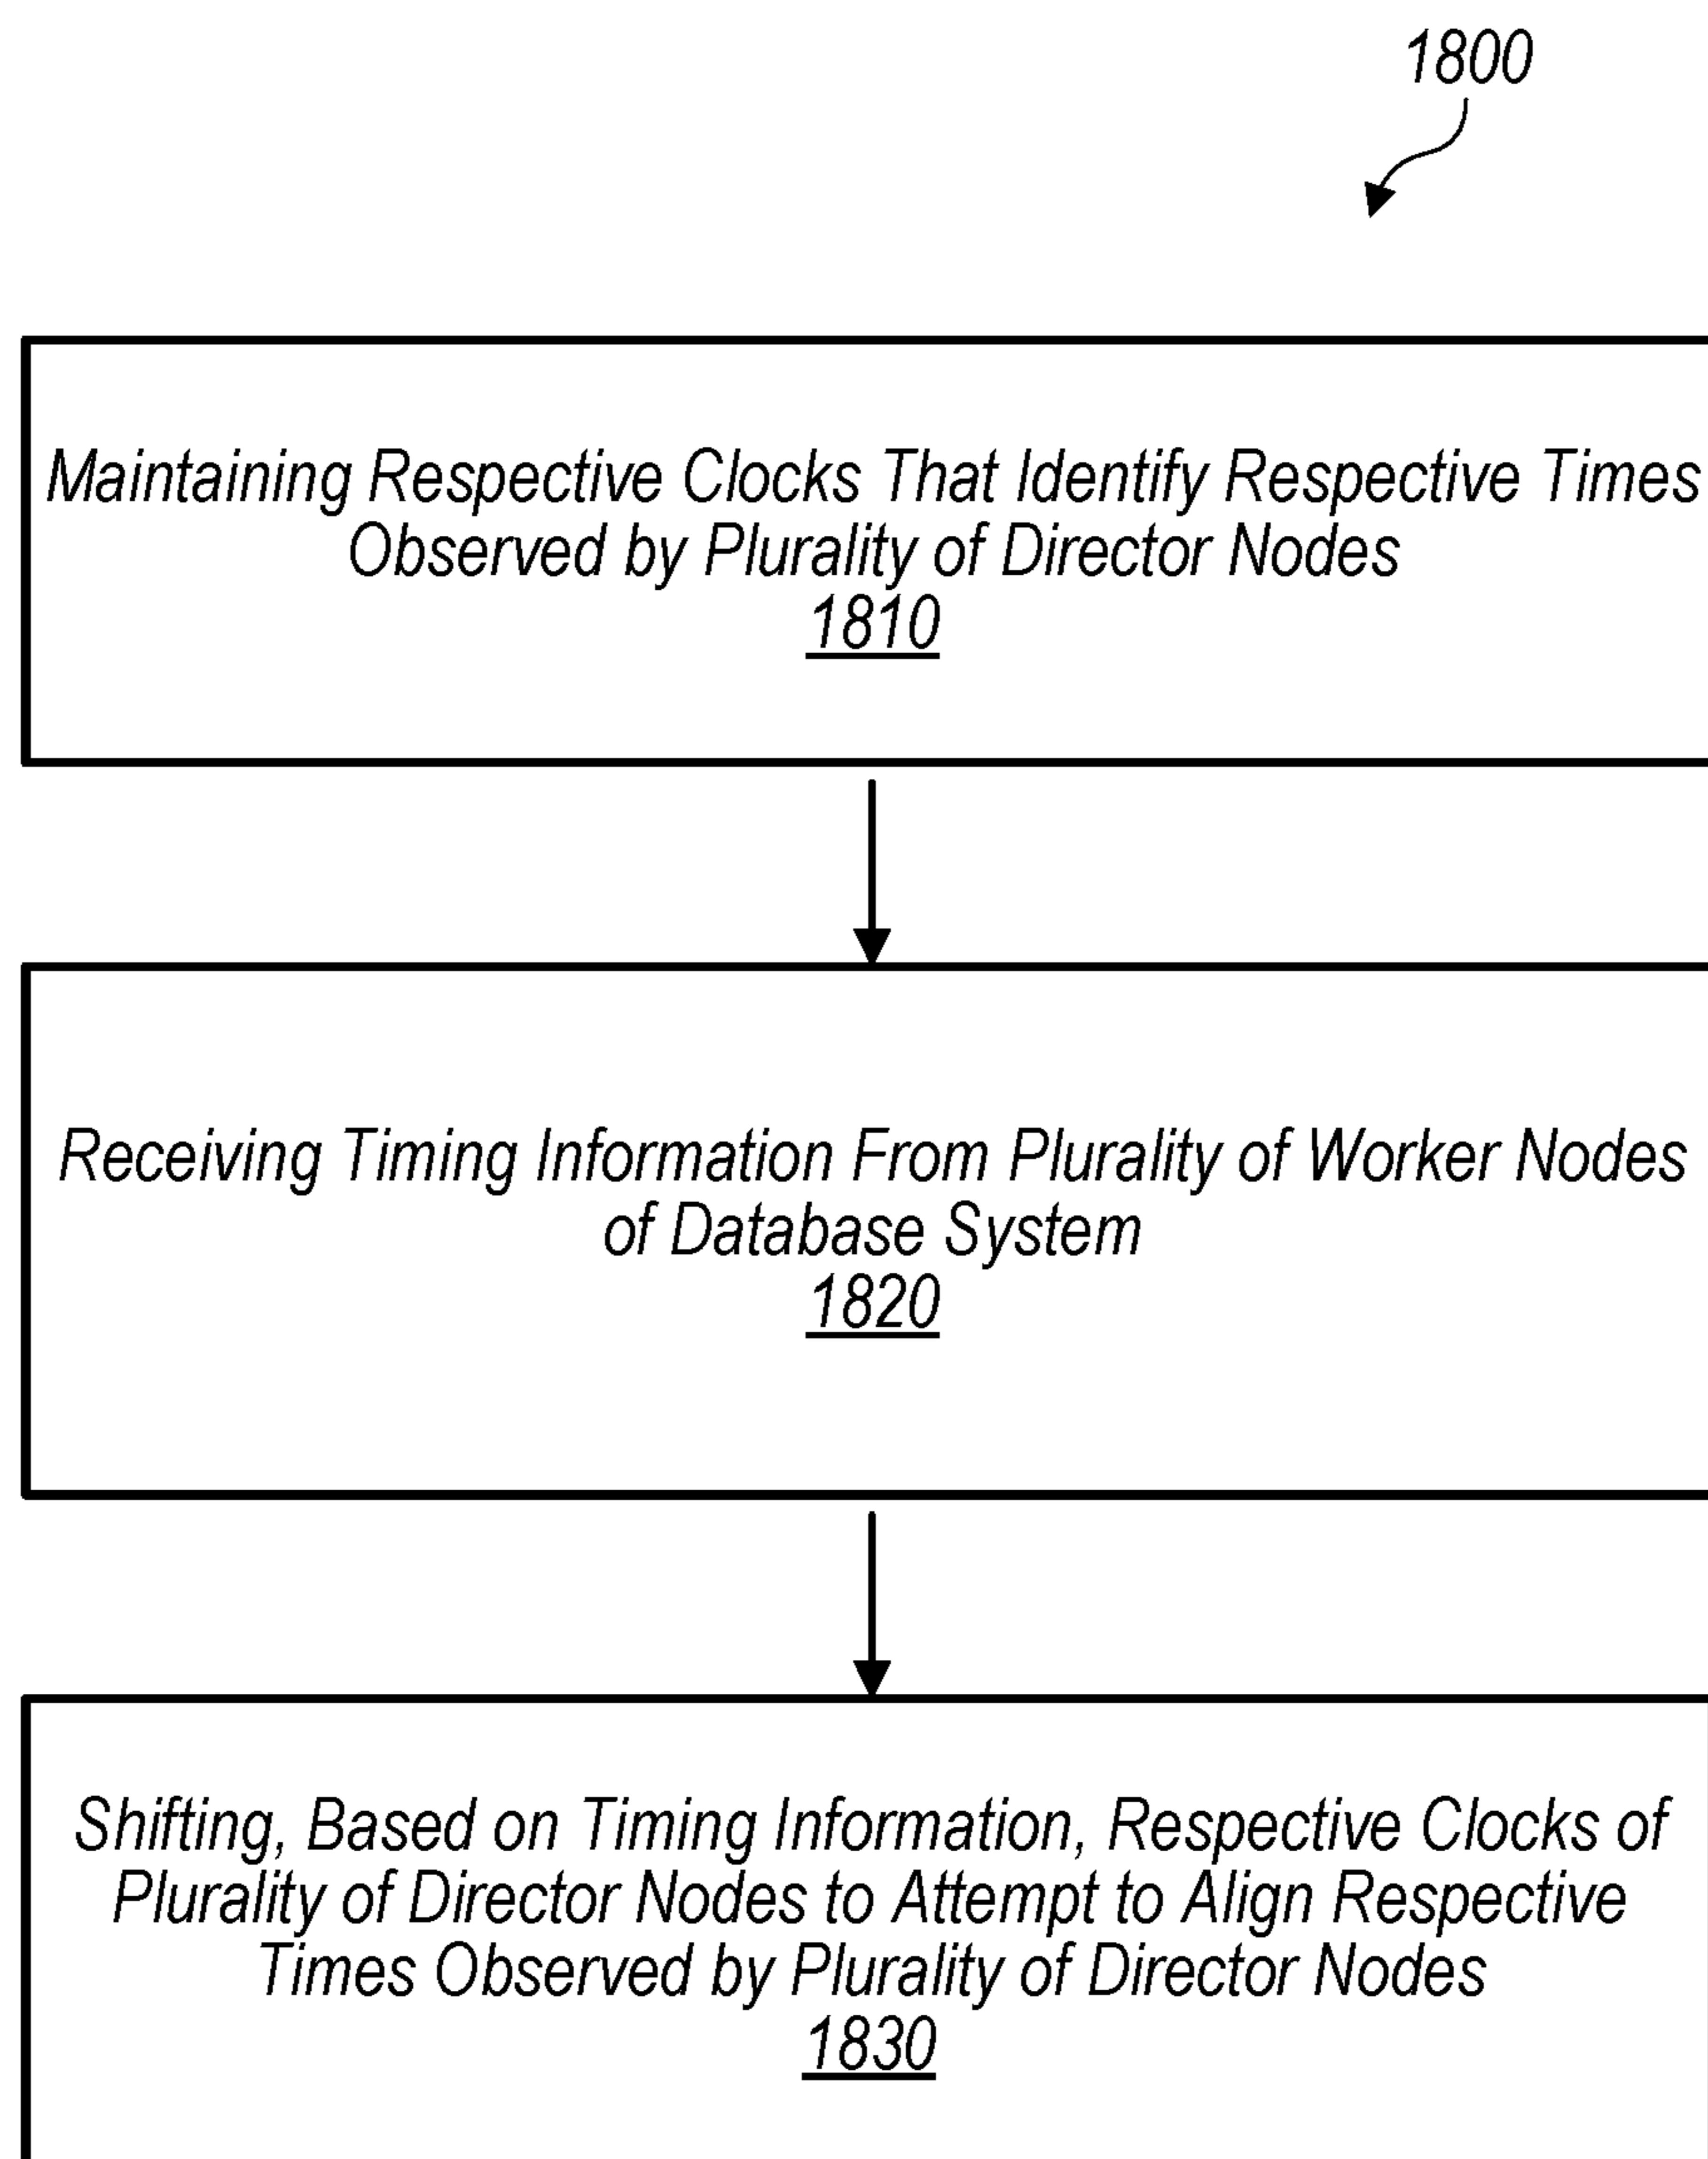 1800
Maintaining Respective Clocks That Identify Respective Times
Observed by Plurality of Director Nodes
1810
Receiving Timing Information From Plurality of Worker Nodes
of Database System
1820
Shifting, Based on Timing Information, Respective Clocks of
Plurality of Director Nodes to Attempt to Align Respective
Times Observed by Plurality of Director Nodes
1830